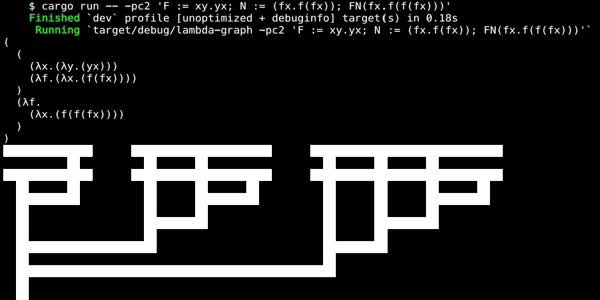 $ cargo run -- -pc2 'F := xy.yx; N := (fx.f(fx)); FN(fx.f(f(fx)))'
Finished `dev` profile [unoptimized + debuginfo] target(s) in 0.18s
Running `target/debug/lambda-graph -pc2 'F := xy.yx; N := (fx.f(fx)); FN(fx.f(f(fx)))'`
(
(
(λx.(λy.(yx)))
(λf.(λx.(f(fx))))
)
(λf.
(λx.(f(f(fx))))
)
)